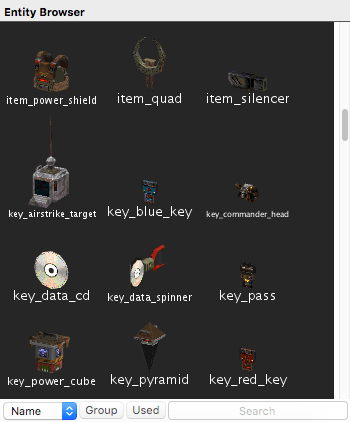 Entity Browser
item_power_shield item_quad item_silencer
key_airstrike_target key_blue_key key_commander_head
key_data_cd key_data_spinner key_pass
key_power_cube key_pyramid key_red_key
Name Group Used Search